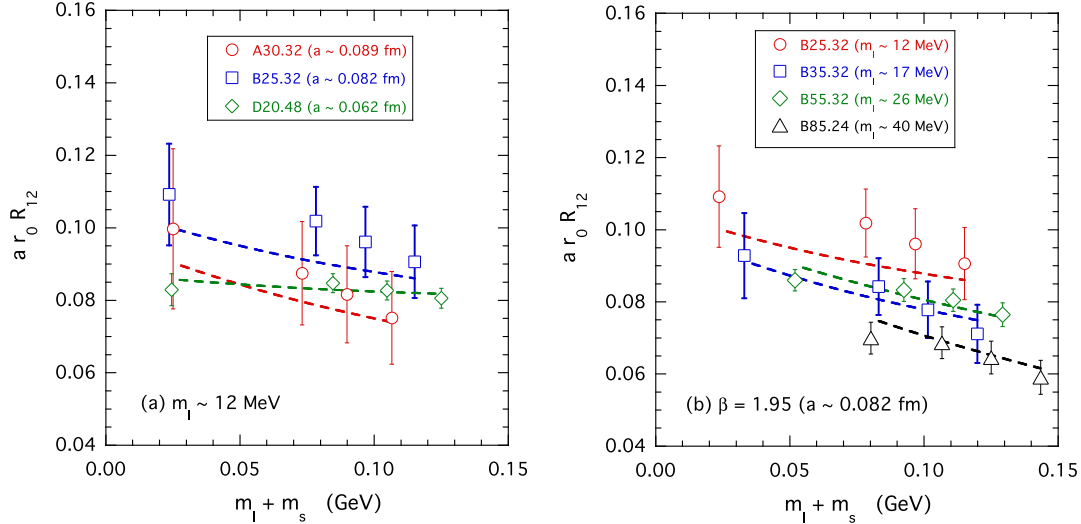 0.16
0.14
0.12
0.10
0.08
0.06
0.04
0.00
0.05
0.10
0.15
a r0 R12
ml + ms (GeV)
A30.32 (a ~ 0.089 fm)
B25.32 (a ~ 0.082 fm)
D20.48 (a ~ 0.062 fm)
(a) ml ~ 12 MeV
0.16
0.14
0.12
0.10
0.08
0.06
0.04
0.00
0.05
0.10
0.15
a r0 R12
ml + ms (GeV)
B25.32 (ml ~ 12 MeV)
B35.32 (ml ~ 17 MeV)
B55.32 (ml ~ 26 MeV)
B85.24 (ml ~ 40 MeV)
(b) β = 1.95 (a ~ 0.082 fm)